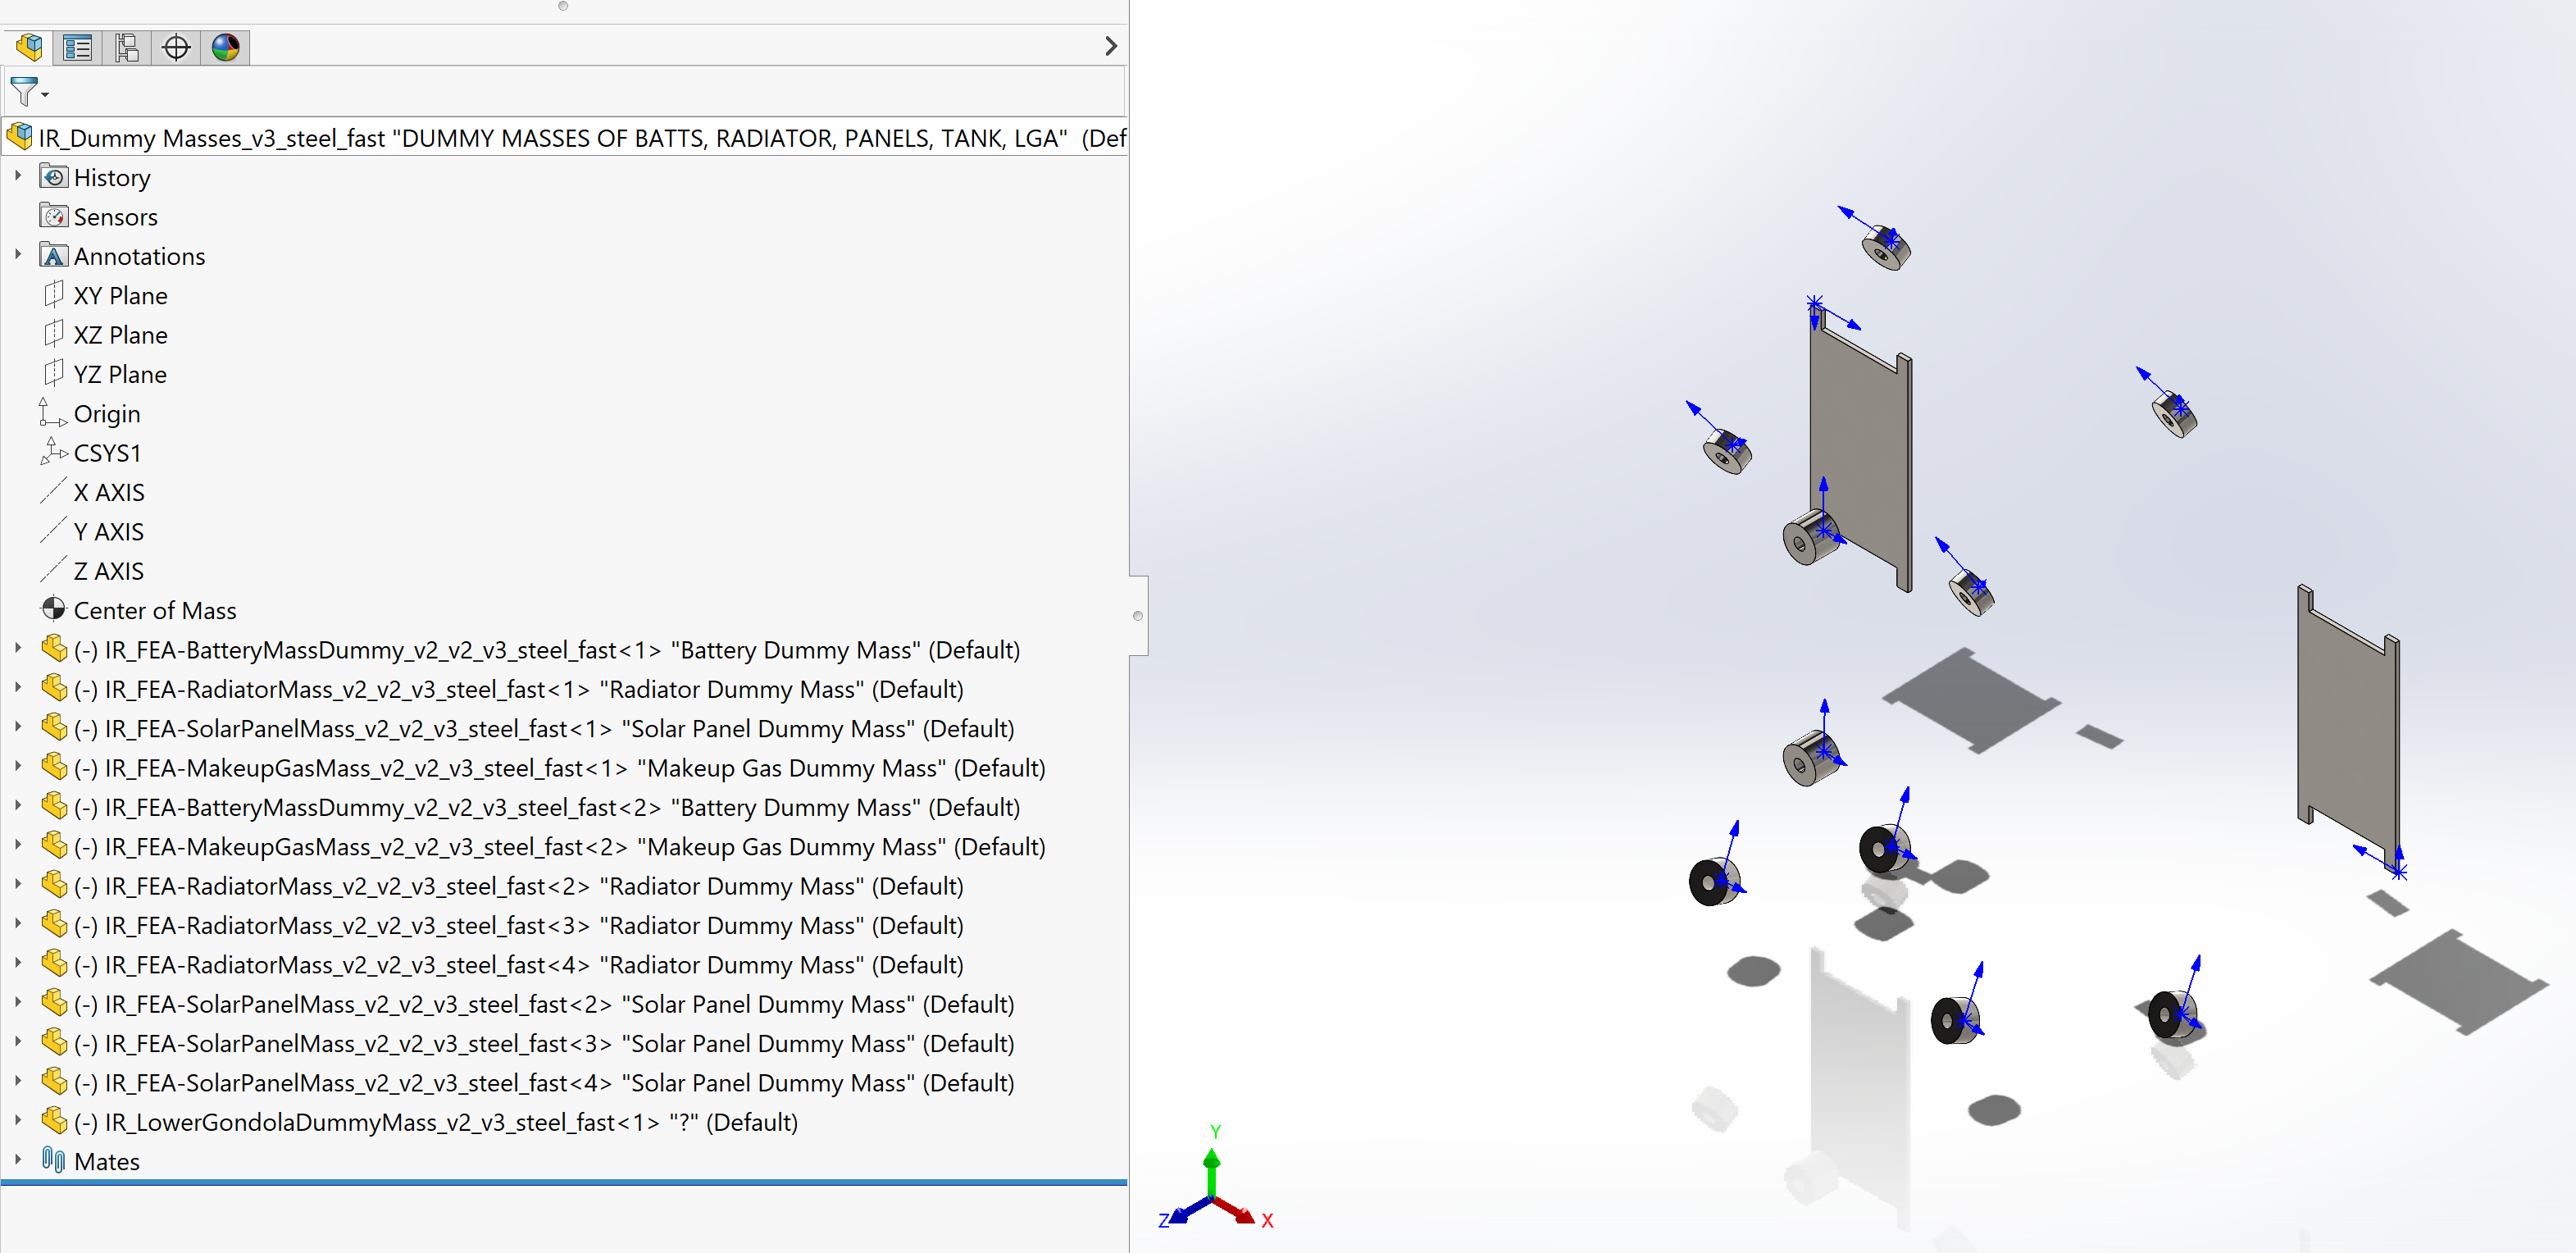 IR_Dummy Masses_v3_steel_fast "DUMMY MASSES OF BATTS, RADIATOR, PANELS, TANK, LGA" (Def
History
Sensors
Annotations
XY Plane
XZ Plane
YZ Plane
Origin
CSYS1
X AXIS
Y AXIS
Z AXIS
Center of Mass
(-) IR_FEA-BatteryMassDummy_v2_v2_v3_steel_fast<1> "Battery Dummy Mass" (Default)
(-) IR_FEA-RadiatorMass_v2_v2_v3_steel_fast<1> "Radiator Dummy Mass" (Default)
(-) IR_FEA-SolarPanelMass_v2_v2_v3_steel_fast<1> "Solar Panel Dummy Mass" (Default)
(-) IR_FEA-MakeupGasMass_v2_v2_v3_steel_fast<1> "Makeup Gas Dummy Mass" (Default)
(-) IR_FEA-BatteryMassDummy_v2_v2_v3_steel_fast<2> "Battery Dummy Mass" (Default)
(-) IR_FEA-MakeupGasMass_v2_v2_v3_steel_fast<2> "Makeup Gas Dummy Mass" (Default)
(-) IR_FEA-RadiatorMass_v2_v2_v3_steel_fast<2> "Radiator Dummy Mass" (Default)
(-) IR_FEA-RadiatorMass_v2_v2_v3_steel_fast<3> "Radiator Dummy Mass" (Default)
(-) IR_FEA-RadiatorMass_v2_v2_v3_steel_fast<4> "Radiator Dummy Mass" (Default)
(-) IR_FEA-SolarPanelMass_v2_v2_v3_steel_fast<2> "Solar Panel Dummy Mass" (Default)
(-) IR_FEA-SolarPanelMass_v2_v2_v3_steel_fast<3> "Solar Panel Dummy Mass" (Default)
(-) IR_FEA-SolarPanelMass_v2_v2_v3_steel_fast<4> "Solar Panel Dummy Mass" (Default)
(-) IR_LowerGondolaDummyMass_v2_v3_steel_fast<1> "?" (Default)
Mates
Y
Z
X